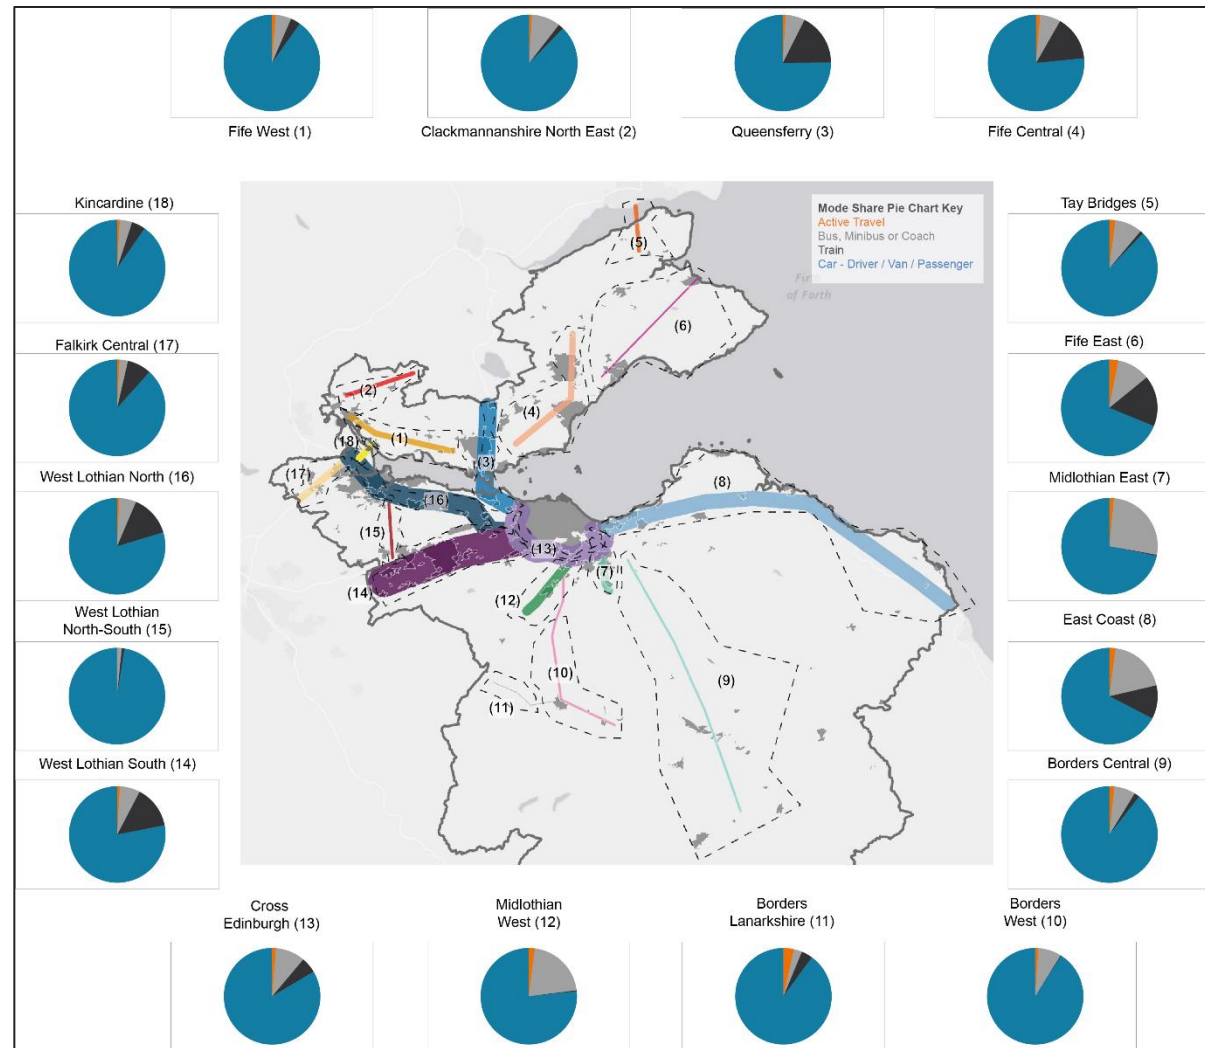 Fife West (1)
Clackmannanshire North East (2)
Queensferry (3)
Fife Central (4)
Kincardine (18)
Falkirk Central (17)
West Lothian North (16)
West Lothian
North-South (15)
West Lothian South (14)
Mode Share Pie Chart Key
Active Travel
Bus, Minibus or Coach
Train
Car - Driver / Van / Passenger
Firth
of Forth
(5)
(6)
(2)
(4)
(1)
(18)
(3)
(17)
(16)
(8)
(15)
(13)
(7)
(14)
(12)
(10)
(9)
(11)
Tay Bridges (5)
Fife East (6)
Midlothian East (7)
East Coast (8)
Borders Central (9)
Cross
Edinburgh (13)
Midlothian
West (12)
Borders
Lanarkshire (11)
Borders
West (10)